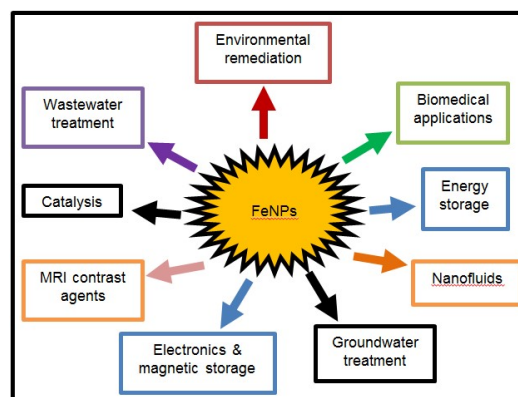 Environmental
remediation
Wastewater
treatment
Biomedical
applications
Catalysis
FeNPs
Energy
storage
MRI contrast
agents
Nanofluids
Electronics &
magnetic storage
Groundwater
treatment